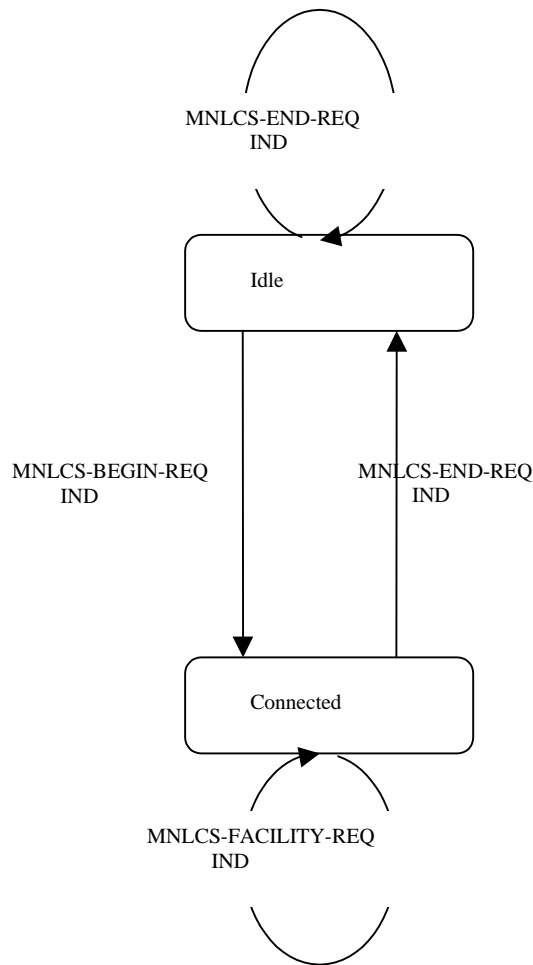 MNLCS-END-REQ
IND
Idle
MNLCS-BEGIN-REQ
IND
MNLCS-END-REQ
IND
Connected
MNLCS-FACILITY-REQ
IND